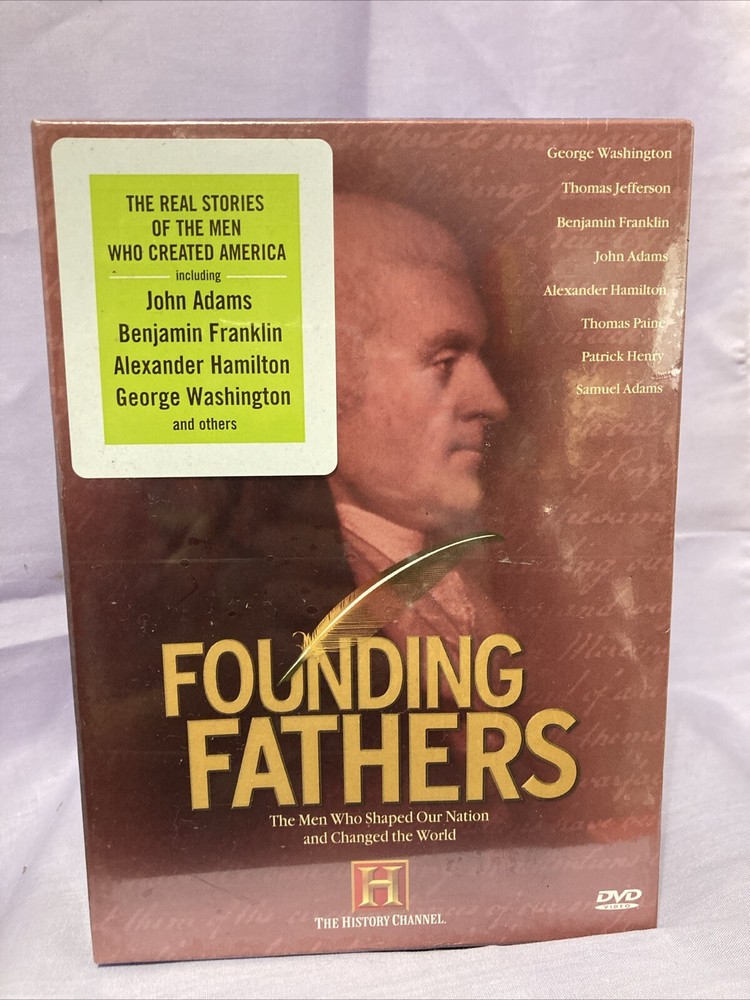 THE REAL STORIES
OF THE MEN
WHO CREATED AMERICA
including
John Adams
Benjamin Franklin
Alexander Hamilton
George Washington
and others
George Washington
Thomas Jefferson
Benjamin Franklin
John Adams
Alexander Hamilton
Thomas Paine
Patrick Henry
Samuel Adams
FOUNDING
FATHERS
The Men Who Shaped Our Nation
and Changed the World
H
THE HISTORY CHANNEL.
DVD
VIDEO